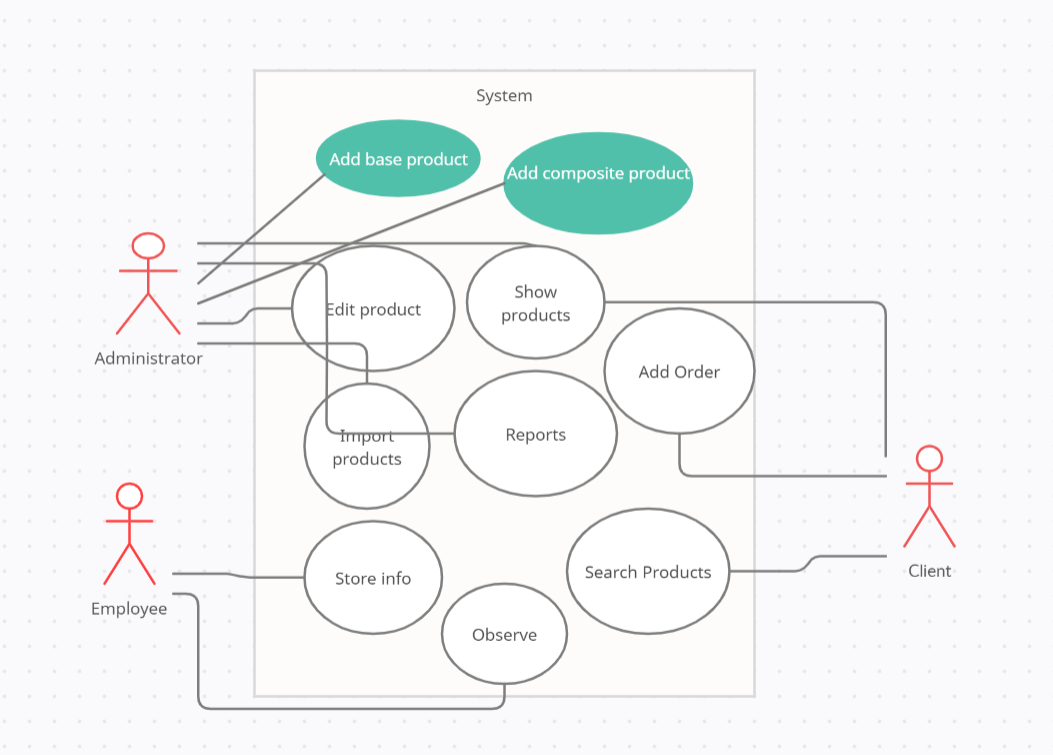 System
Add base product
Add composite product
Edit product
Show
products
Administrator
Add Order
Import
products
Reports
Employee
Store info
Search Products
Client
Observe